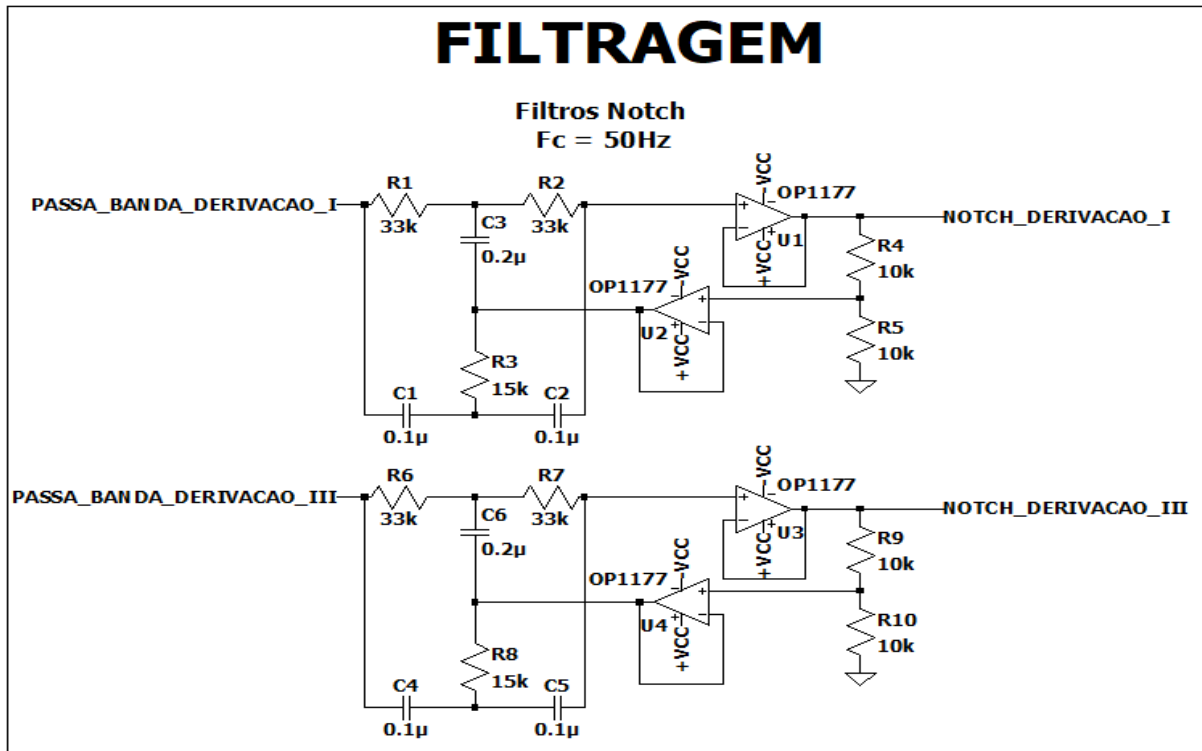 FILTRAGEM
Filtros Notch
Fc = 50Hz
PASSA_BANDA_DERIVACAO_I
R1
33k
R2
33k
C3
0.2µ
-VCC
OP1177
U1
+VCC
NOTCH_DERIVACAO_I
R4
10k
OP1177
-VCC
U2
+VCC
R5
10k
R3
15k
C1
0.1µ
C2
0.1µ
PASSA_BANDA_DERIVACAO_III
R6
33k
R7
33k
C6
0.2µ
-VCC
OP1177
U3
+VCC
NOTCH_DERIVACAO_III
R9
10k
OP1177
-VCC
U4
+VCC
R10
10k
R8
15k
C4
0.1µ
C5
0.1µ